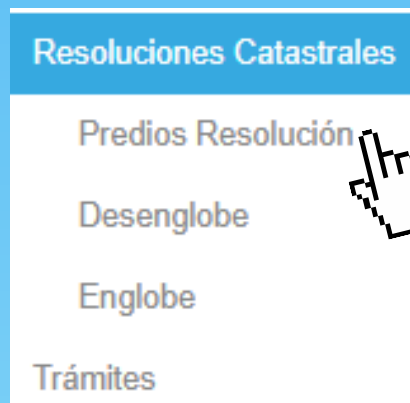 Resoluciones Catastrales
Predios Resolución
Desenglobe
Englobe
Trámites